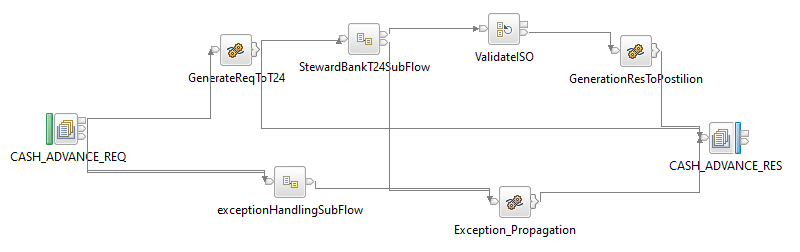 GenerateReqToT24
StewardBankT24SubFlow
ValidateISO
GenerationResToPostilion
CASH_ADVANCE_REQ
CASH_ADVANCE_RES
exceptionHandlingSubFlow
Exception_Propagation